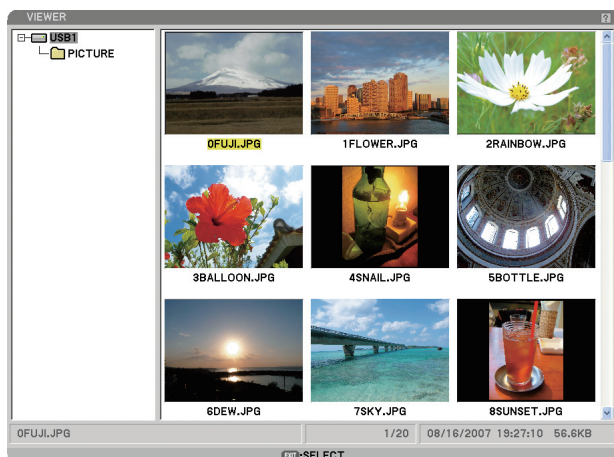 VIEWER
?
USB1
PICTURE
0FUJI.JPG
1FLOWER.JPG
2RAINBOW.JPG
3BALLOON.JPG
4SNAIL.JPG
5BOTTLE.JPG
6DEW.JPG
7SKY.JPG
8SUNSET.JPG
0FUJI.JPG 1/20 08/16/2007 19:27:10 56.6KB
EXIT:SELECT